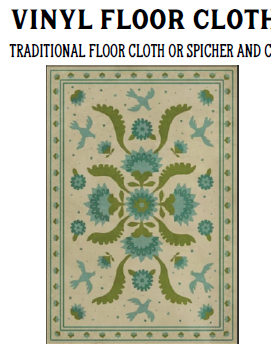 VINYL FLOOR CLOTH
TRADITIONAL FLOOR CLOTH OR SPICHER AND C